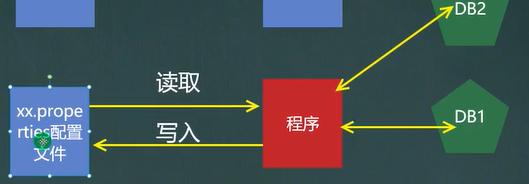 DB2
读取
xx.prope
rties配置
文件
写入
程序
DB1